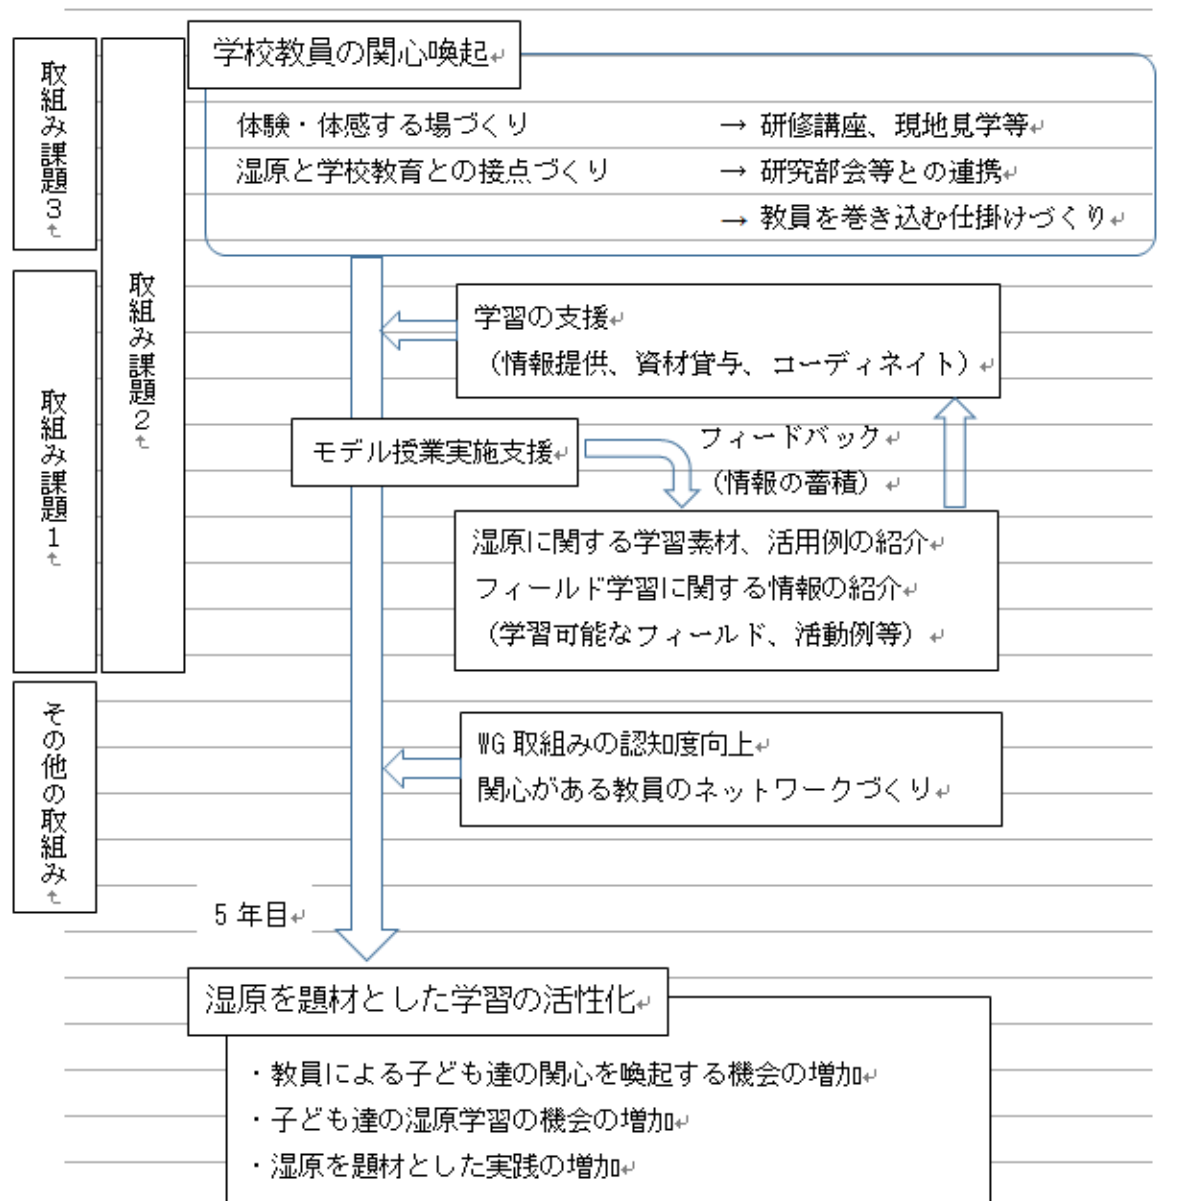 学校教員の関心喚起
取組み課題3
取組み課題2
体験・体感する場づくり → 研修講座、現地見学等
湿原と学校教育との接点づくり → 研究部会等との連携
→ 教員を巻き込む仕掛けづくり
取組み課題1
学習の支援
（情報提供、資材貸与、コーディネイト）
モデル授業実施支援
フィードバック
（情報の蓄積）
湿原に関する学習素材、活用例の紹介
フィールド学習に関する情報の紹介
（学習可能なフィールド、活動例等）
その他の取組み
WG 取組みの認知度向上
関心がある教員のネットワークづくり
5 年目
湿原を題材とした学習の活性化
・教員による子ども達の関心を喚起する機会の増加
・子ども達の湿原学習の機会の増加
・湿原を題材とした実践の増加